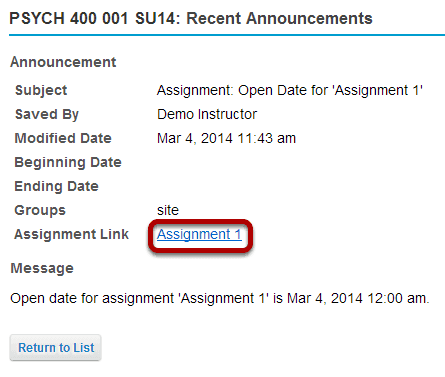 PSYCH 400 001 SU14: Recent Announcements
Announcement
Subject Assignment: Open Date for 'Assignment 1'
Saved By Demo Instructor
Modified Date Mar 4, 2014 11:43 am
Beginning Date
Ending Date
Groups site
Assignment Link Assignment 1
Message
Open date for assignment 'Assignment 1' is Mar 4, 2014 12:00 am.
Return to List